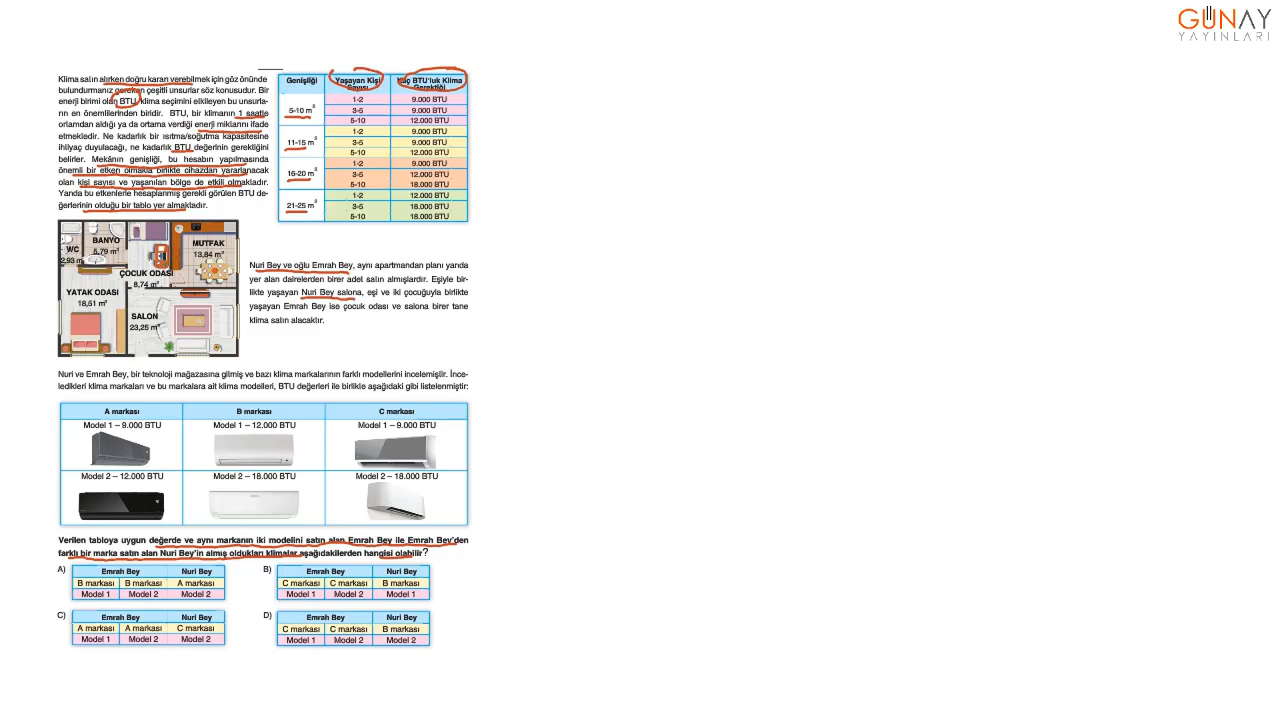 GÜNAY
YAYINLARI
Klima satın alırken doğru kararı verebilmek için göz önünde
bulundurmanız gereken çeşitli unsurlar söz konusudur. Bir
enerji birimi olan BTU, klima seçimini etkileyen bu unsurla-
rın en önemlilerinden biridir. BTU, bir klimanın 1 saatte
ortamdan aldığı ya da ortama verdiği enerji miktarını ifade
etmektedir. Ne kadarlık bir ısıtma/soğutma kapasitesine
ihtiyaç duyulacağı, ne kadarlık BTU değerinin gerektiğini
belirler. Mekânın genişliği, bu hesabın yapılmasında
önemli bir etken olmakla birlikte cihazdan yararlanacak
olan kişi sayısı ve yaşanılan bölge de etkili olmaktadır.
Yanda bu etkenlerle hesaplanmış gerekli görülen BTU de-
ğerlerinin olduğu bir tablo yer almaktadır.
Genişliği Yaşayan Kişi Sayısı Kaç BTU'luk Klima Gerektiği
5-10 m²
1-2 9.000 BTU
3-5 9.000 BTU
5-10 12.000 BTU
11-15 m²
1-2 9.000 BTU
3-5 9.000 BTU
5-10 12.000 BTU
16-20 m²
1-2 9.000 BTU
3-5 12.000 BTU
5-10 18.000 BTU
21-25 m²
1-2 12.000 BTU
3-5 18.000 BTU
5-10 18.000 BTU
WC
2,93 m²
BANYO
5,79 m²
MUTFAK
13,84 m²
ÇOCUK ODASI
8,74 m²
YATAK ODASI
18,51 m²
SALON
23,25 m²
Nuri Bey ve oğlu Emrah Bey, aynı apartmandan planı yanda
yer alan dairelerden birer adet satın almışlardır. Eşiyle bir-
likte yaşayan Nuri Bey salona, eşi ve iki çocuğuyla birlikte
yaşayan Emrah Bey ise çocuk odası ve salona birer tane
klima satın alacaktır.
Nuri ve Emrah Bey, bir teknoloji mağazasına gitmiş ve bazı klima markalarının farklı modellerini incelemiştir. İnce-
ledikleri klima markaları ve bu markalara ait klima modelleri, BTU değerleri ile birlikte aşağıdaki gibi listelenmiştir:
A markası B markası C markası
Model 1 – 9.000 BTU Model 1 – 12.000 BTU Model 1 – 9.000 BTU
Model 2 – 12.000 BTU Model 2 – 18.000 BTU Model 2 – 18.000 BTU
Verilen tabloya uygun değerde ve aynı markanın iki modelini satın alan Emrah Bey ile Emrah Bey'den
farklı bir marka satın alan Nuri Bey'in almış oldukları klimalar aşağıdakilerden hangisi olabilir?
A) Emrah Bey Nuri Bey
B markası B markası A markası
Model 1 Model 2 Model 2
B) Emrah Bey Nuri Bey
C markası C markası B markası
Model 1 Model 2 Model 1
C) Emrah Bey Nuri Bey
A markası A markası C markası
Model 1 Model 2 Model 2
D) Emrah Bey Nuri Bey
C markası C markası B markası
Model 1 Model 2 Model 2